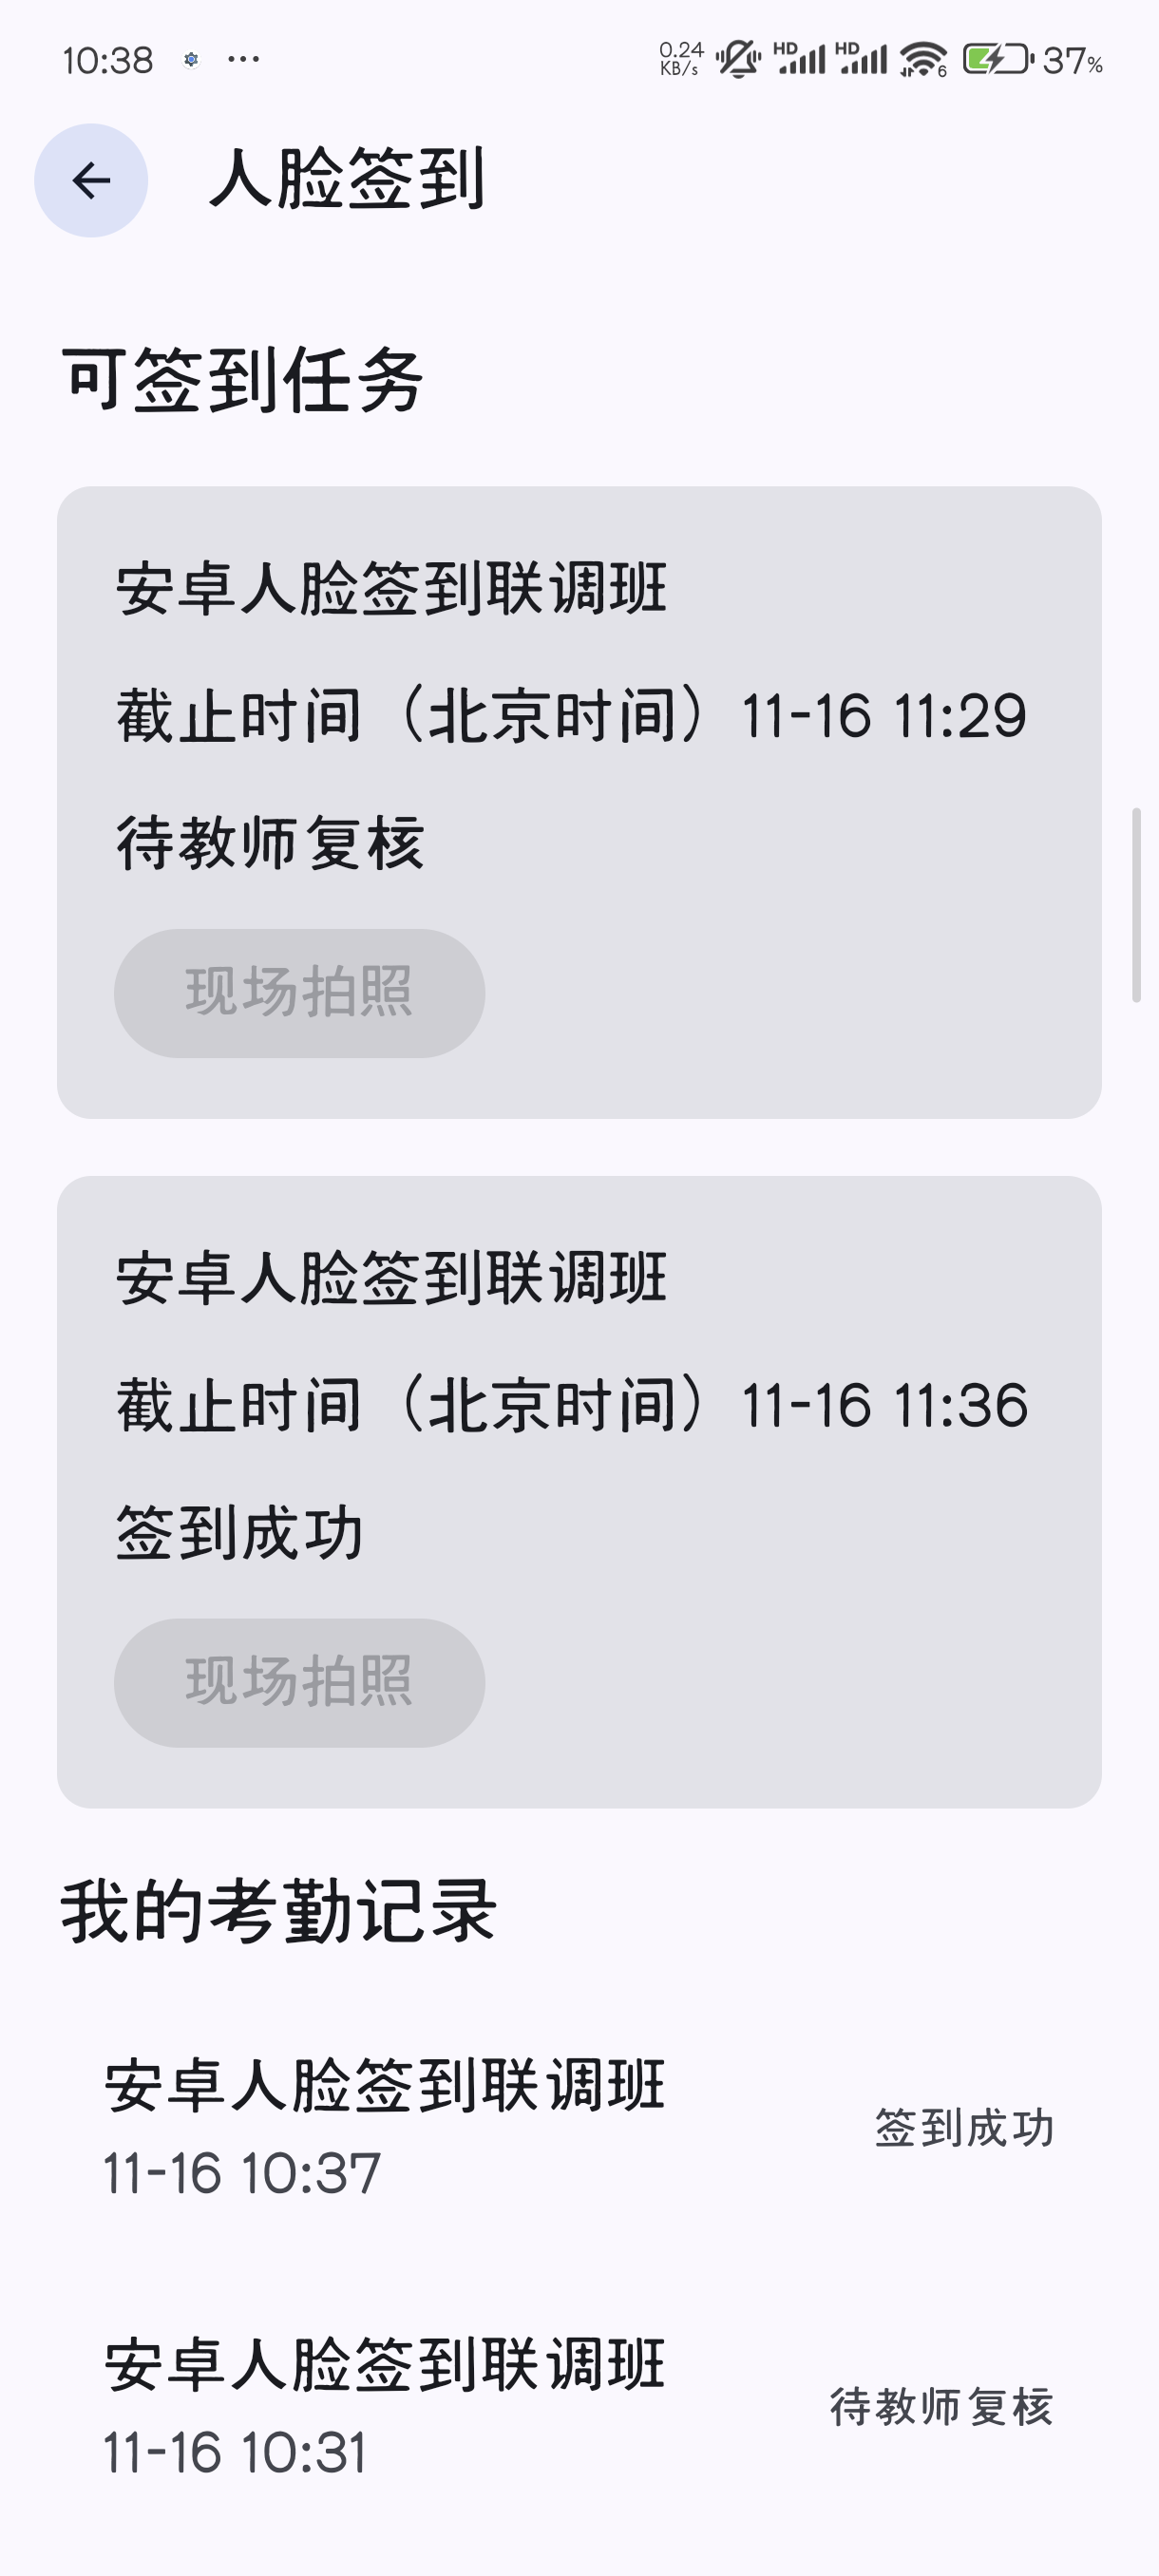 10:38 ... 0.24 KB/s HD HD 6 37%
人脸签到
可签到任务
安卓人脸签到联调班
截止时间（北京时间）11-16 11:29
待教师复核
现场拍照
安卓人脸签到联调班
截止时间（北京时间）11-16 11:36
签到成功
现场拍照
我的考勤记录
安卓人脸签到联调班
签到成功
11-16 10:37
安卓人脸签到联调班
待教师复核
11-16 10:31